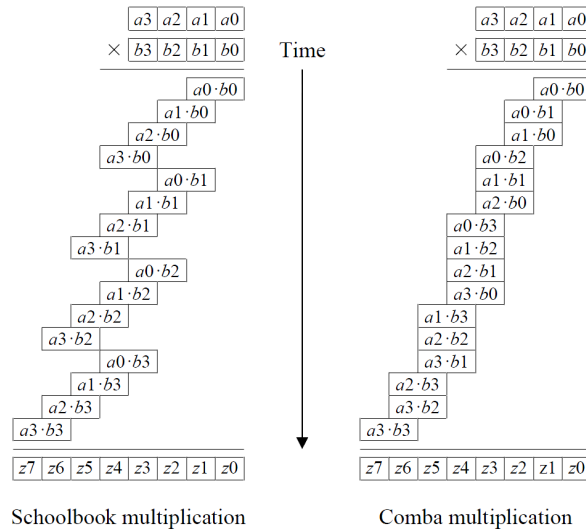 a3 a2 a1 a0
× b3 b2 b1 b0
a0·b0
a1·b0
a2·b0
a3·b0
a0·b1
a1·b1
a2·b1
a3·b1
a0·b2
a1·b2
a2·b2
a3·b2
a0·b3
a1·b3
a2·b3
a3·b3
z7 z6 z5 z4 z3 z2 z1 z0
Schoolbook multiplication
Time
a3 a2 a1 a0
× b3 b2 b1 b0
a0·b0
a0·b1
a1·b0
a0·b2
a1·b1
a2·b0
a0·b3
a1·b2
a2·b1
a3·b0
a1·b3
a2·b2
a3·b1
a2·b3
a3·b2
a3·b3
z7 z6 z5 z4 z3 z2 z1 z0
Comba multiplication